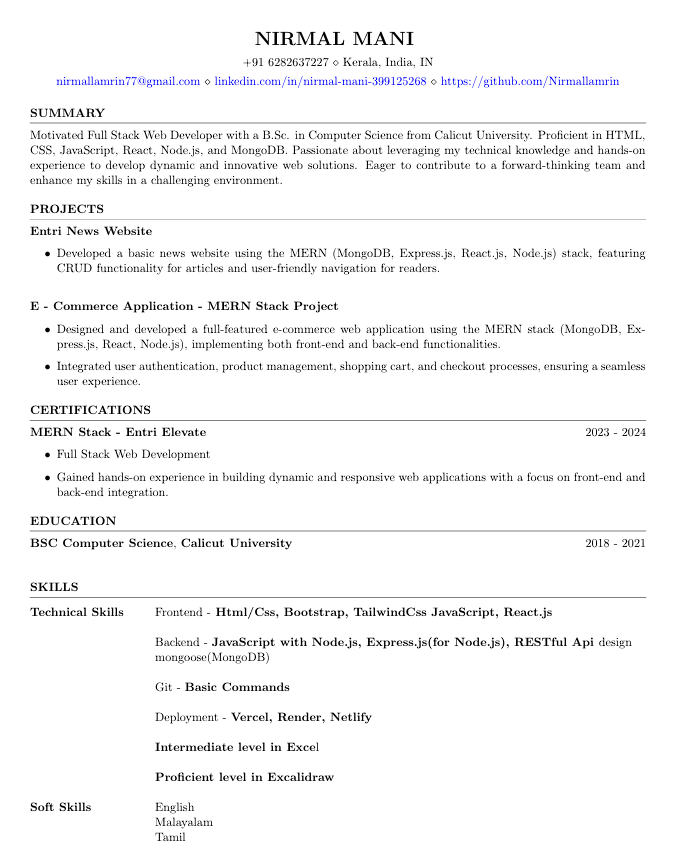 NIRMAL MANI
+91 6282637227 ⋄ Kerala, India, IN
nirmallamrin77@gmail.com ⋄ linkedin.com/in/nirmal-mani-399125268 ⋄ https://github.com/Nirmallamrin
SUMMARY
Motivated Full Stack Web Developer with a B.Sc. in Computer Science from Calicut University. Proficient in HTML,
CSS, JavaScript, React, Node.js, and MongoDB. Passionate about leveraging my technical knowledge and hands-on
experience to develop dynamic and innovative web solutions. Eager to contribute to a forward-thinking team and
enhance my skills in a challenging environment.
PROJECTS
Entri News Website
• Developed a basic news website using the MERN (MongoDB, Express.js, React.js, Node.js) stack, featuring
CRUD functionality for articles and user-friendly navigation for readers.
E - Commerce Application - MERN Stack Project
• Designed and developed a full-featured e-commerce web application using the MERN stack (MongoDB, Ex-
press.js, React, Node.js), implementing both front-end and back-end functionalities.
• Integrated user authentication, product management, shopping cart, and checkout processes, ensuring a seamless
user experience.
CERTIFICATIONS
MERN Stack - Entri Elevate 2023 - 2024
• Full Stack Web Development
• Gained hands-on experience in building dynamic and responsive web applications with a focus on front-end and
back-end integration.
EDUCATION
BSC Computer Science, Calicut University 2018 - 2021
SKILLS
Technical Skills Frontend - Html/Css, Bootstrap, TailwindCss JavaScript, React.js
Backend - JavaScript with Node.js, Express.js(for Node.js), RESTful Api design
mongoose(MongoDB)
Git - Basic Commands
Deployment - Vercel, Render, Netlify
Intermediate level in Excel
Proficient level in Excalidraw
Soft Skills English
Malayalam
Tamil